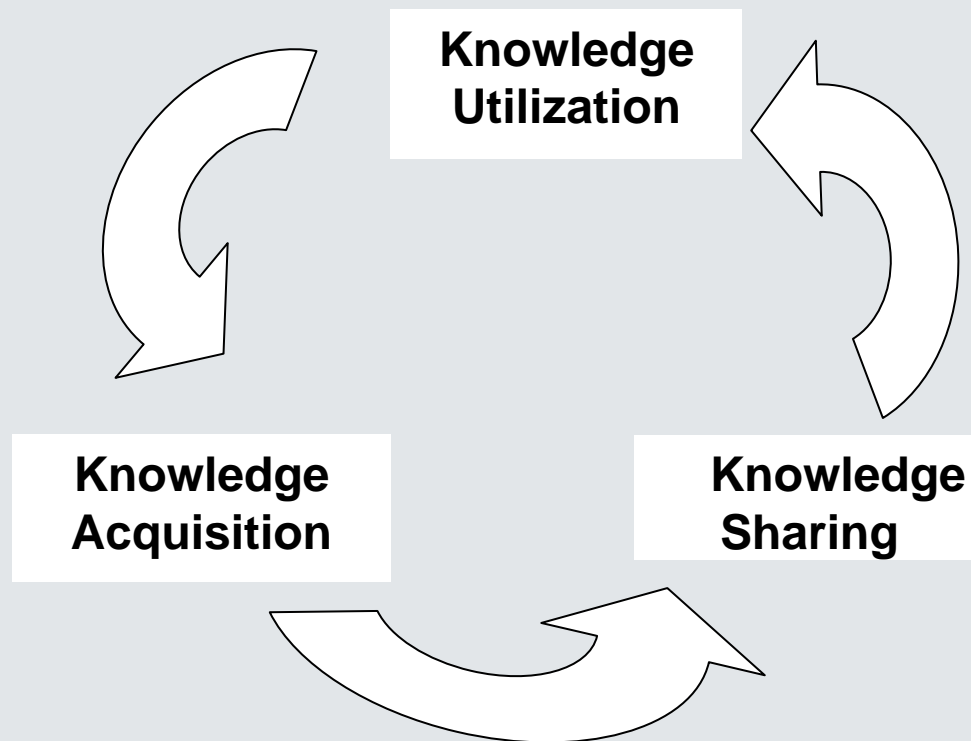 Knowledge
Utilization
Knowledge
Acquisition
Knowledge
Sharing